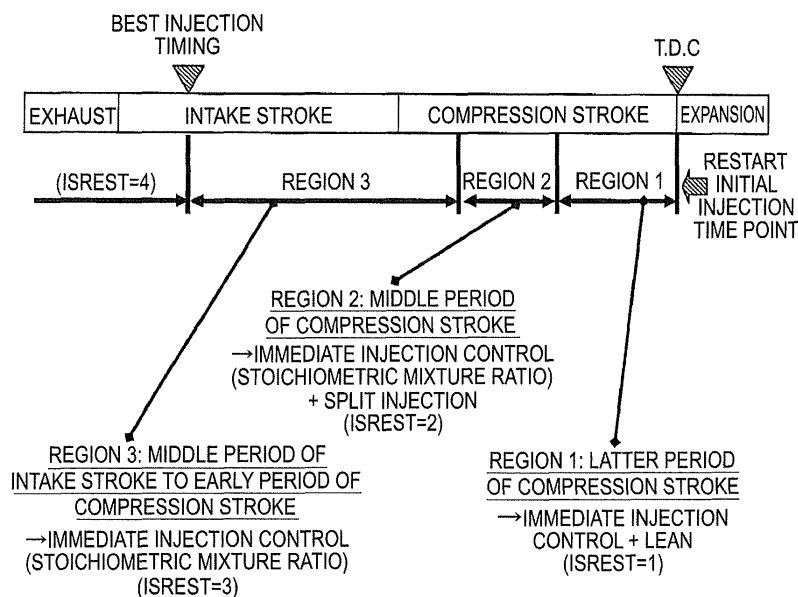 BEST INJECTION
TIMING
T.D.C
EXHAUST
INTAKE STROKE
COMPRESSION STROKE
EXPANSION
(ISREST=4)
REGION 3
REGION 2
REGION 1
RESTART
INITIAL
INJECTION
TIME POINT
REGION 2: MIDDLE PERIOD
OF COMPRESSION STROKE
→IMMEDIATE INJECTION CONTROL
(STOICHIOMETRIC MIXTURE RATIO)
+ SPLIT INJECTION
(ISREST=2)
REGION 3: MIDDLE PERIOD OF
INTAKE STROKE TO EARLY PERIOD OF
COMPRESSION STROKE
→IMMEDIATE INJECTION CONTROL
(STOICHIOMETRIC MIXTURE RATIO)
(ISREST=3)
REGION 1: LATTER PERIOD
OF COMPRESSION STROKE
→IMMEDIATE INJECTION
CONTROL + LEAN
(ISREST=1)